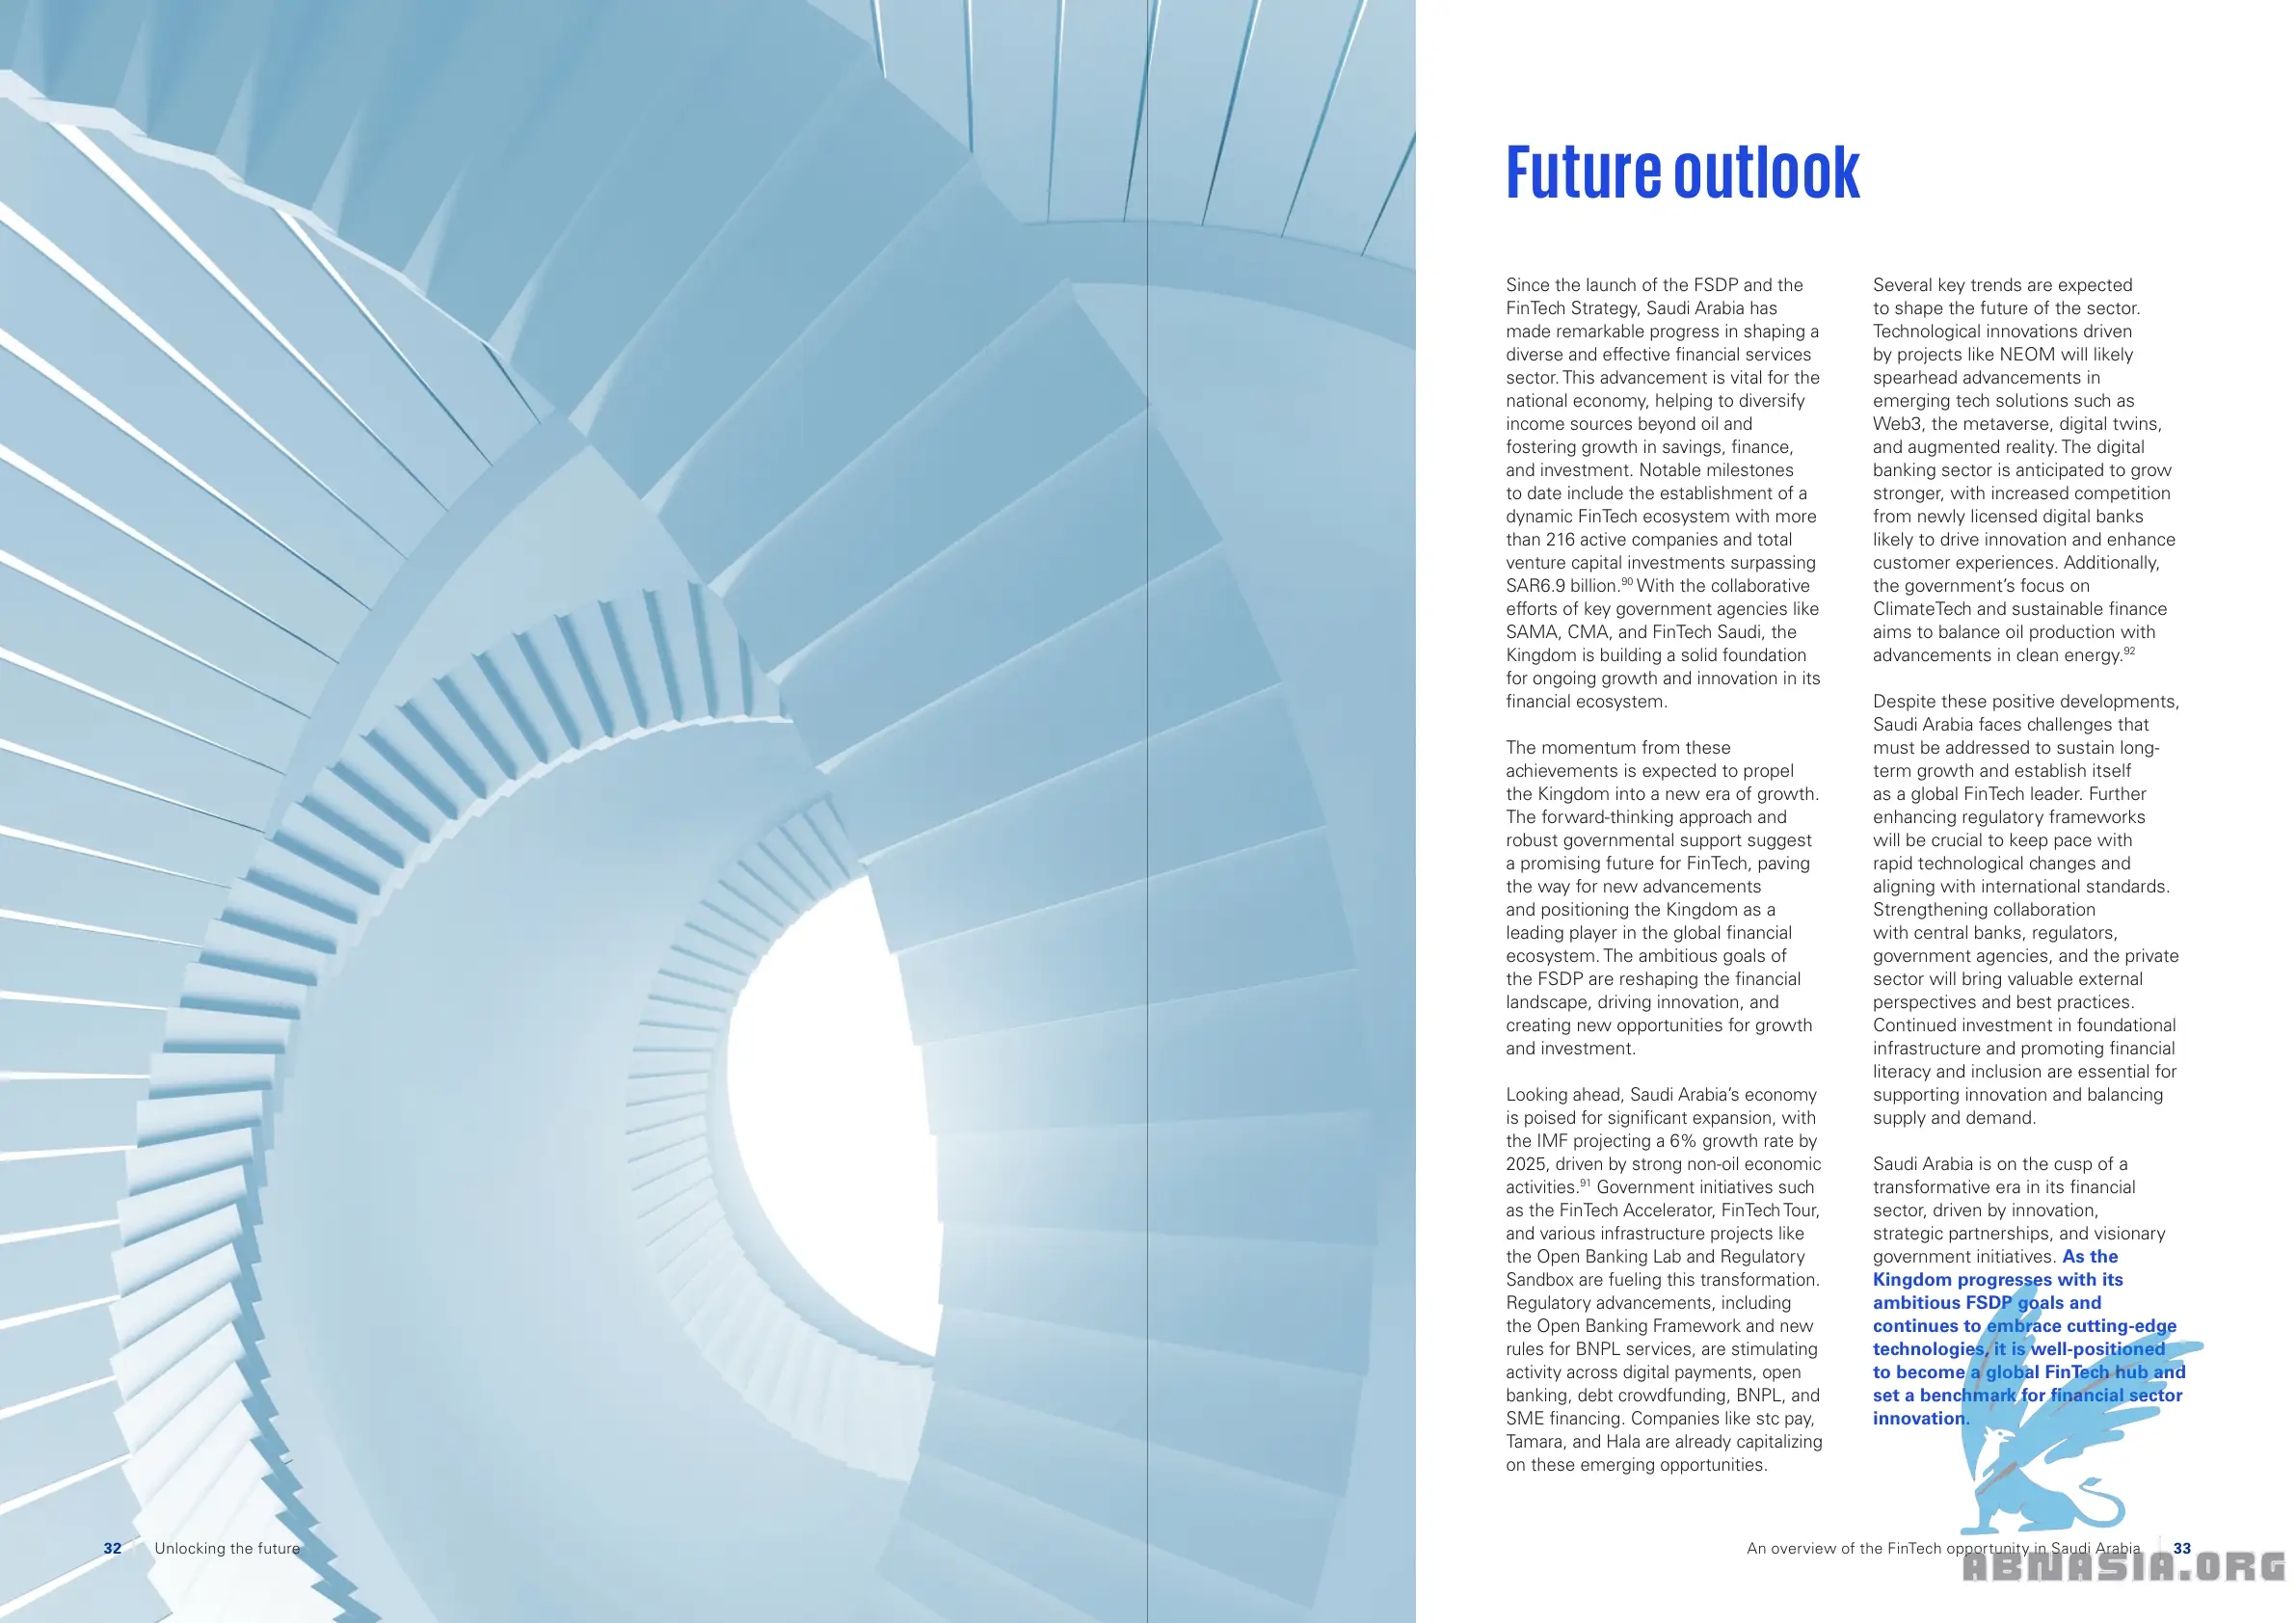 Future outlook
Since the launch of the FSDP and the
FinTech Strategy, Saudi Arabia has
made remarkable progress in shaping a
diverse and effective financial services
sector. This advancement is vital for the
national economy, helping to diversify
income sources beyond oil and
fostering growth in savings, finance,
and investment. Notable milestones
to date include the establishment of a
dynamic FinTech ecosystem with more
than 216 active companies and total
venture capital investments surpassing
SAR6.9 billion.90 With the collaborative
efforts of key government agencies like
SAMA, CMA, and FinTech Saudi, the
Kingdom is building a solid foundation
for ongoing growth and innovation in its
financial ecosystem.
The momentum from these
achievements is expected to propel
the Kingdom into a new era of growth.
The forward-thinking approach and
robust governmental support suggest
a promising future for FinTech, paving
the way for new advancements
and positioning the Kingdom as a
leading player in the global financial
ecosystem. The ambitious goals of
the FSDP are reshaping the financial
landscape, driving innovation, and
creating new opportunities for growth
and investment.
Looking ahead, Saudi Arabia's economy
is poised for significant expansion, with
the IMF projecting a 6% growth rate by
2025, driven by strong non-oil economic
activities.91 Government initiatives such
as the FinTech Accelerator, FinTech Tour,
and various infrastructure projects like
the Open Banking Lab and Regulatory
Sandbox are fueling this transformation.
Regulatory advancements, including
the Open Banking Framework and new
rules for BNPL services, are stimulating
activity across digital payments, open
banking, debt crowdfunding, BNPL, and
SME financing. Companies like stc pay,
Tamara, and Hala are already capitalizing
on these emerging opportunities.
Several key trends are expected
to shape the future of the sector.
Technological innovations driven
by projects like NEOM will likely
spearhead advancements in
emerging tech solutions such as
Web3, the metaverse, digital twins,
and augmented reality. The digital
banking sector is anticipated to grow
stronger, with increased competition
from newly licensed digital banks
likely to drive innovation and enhance
customer experiences. Additionally,
the government's focus on
ClimateTech and sustainable finance
aims to balance oil production with
advancements in clean energy.92
Despite these positive developments,
Saudi Arabia faces challenges that
must be addressed to sustain long-
term growth and establish itself
as a global FinTech leader. Further
enhancing regulatory frameworks
will be crucial to keep pace with
rapid technological changes and
aligning with international standards.
Strengthening collaboration
with central banks, regulators,
government agencies, and the private
sector will bring valuable external
perspectives and best practices.
Continued investment in foundational
infrastructure and promoting financial
literacy and inclusion are essential for
supporting innovation and balancing
supply and demand.
Saudi Arabia is on the cusp of a
transformative era in its financial
sector, driven by innovation,
strategic partnerships, and visionary
government initiatives. As the
Kingdom progresses with its
ambitious FSDP goals and
continues to embrace cutting-edge
technologies, it is well-positioned
to become a global FinTech hub and
set a benchmark for financial sector
innovation.
32 Unlocking the future
An overview of the FinTech opportunity in Saudi Arabia 33
ABNASIA.ORG